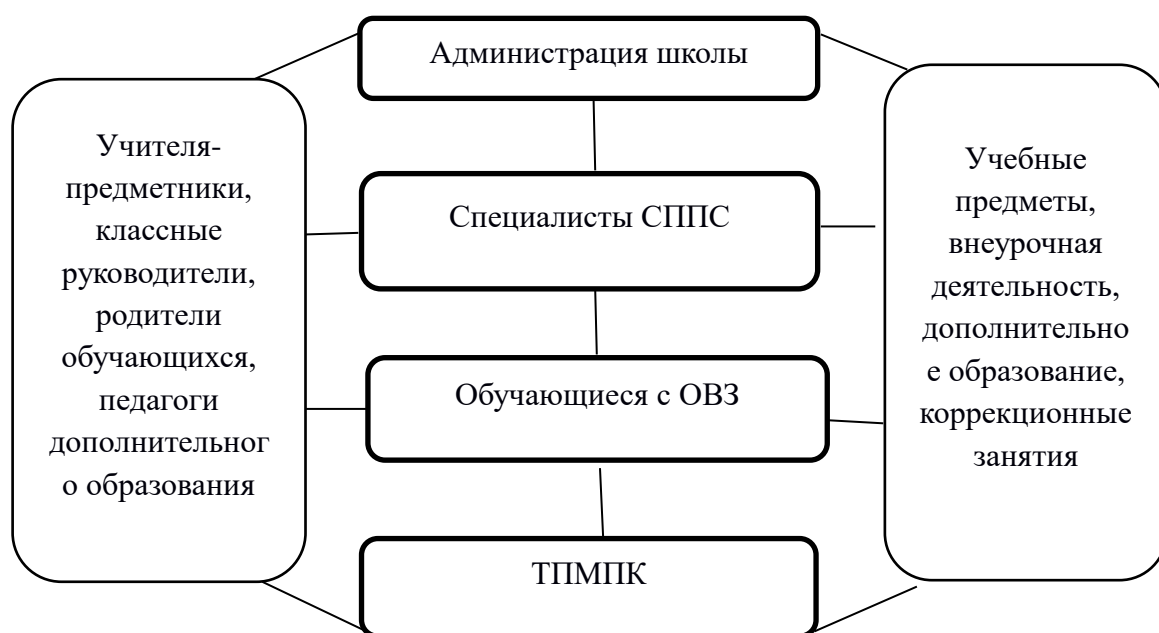 Администрация школы
Учителя-
предметники,
классные
руководители,
родители
обучающихся,
педагоги
дополнительног
о образования
Специалисты СППС
Обучающиеся с ОВЗ
ТПМПК
Учебные
предметы,
внеурочная
деятельность,
дополнительно
е образование,
коррекционные
занятия